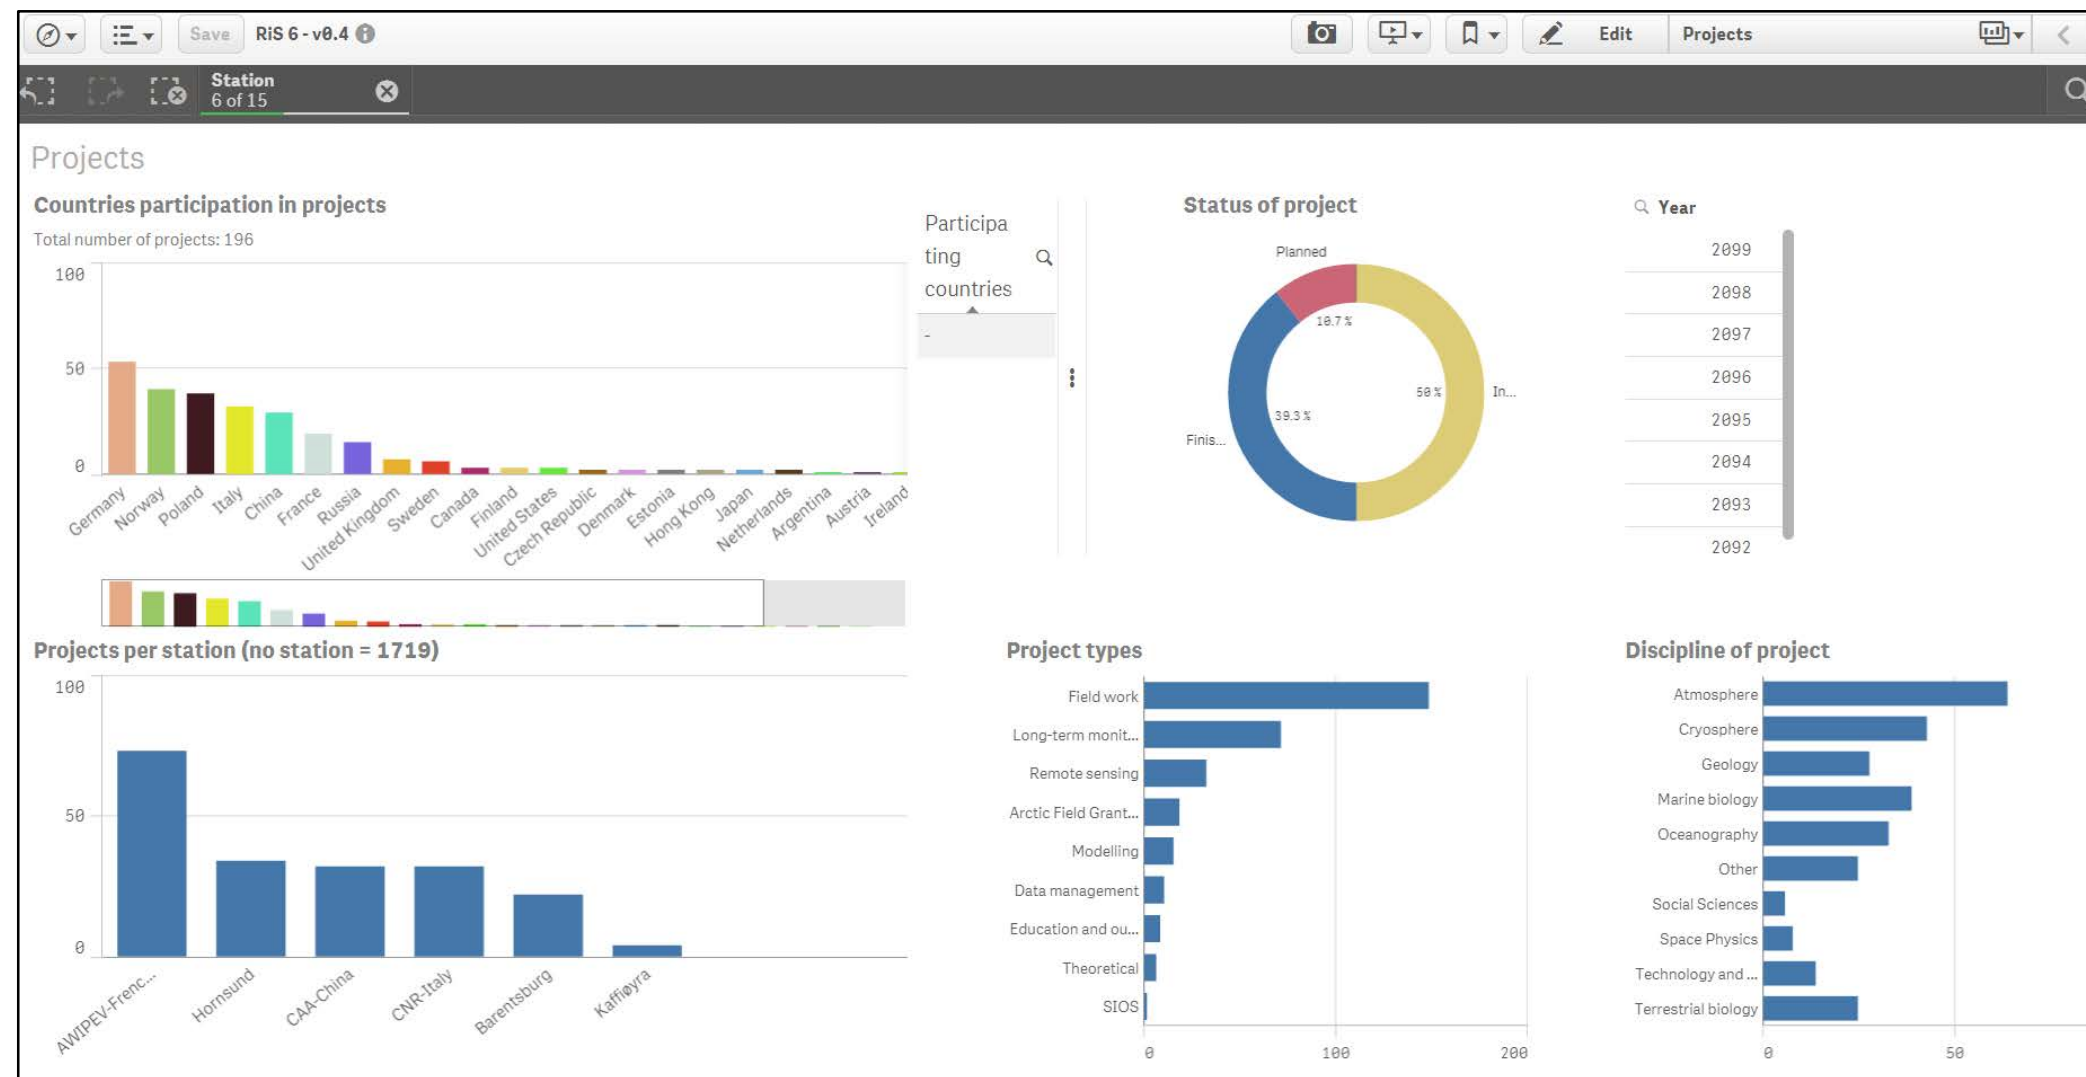 Save
RiS 6 - v0.4
Edit
Projects
Station
6 of 15
Projects
Countries participation in projects
Total number of projects: 196
100
50
0
Germany
Norway
Poland
Italy
China
France
Russia
United Kingdom
Sweden
Canada
Finland
United States
Czech Republic
Denmark
Estonia
Hong Kong
Japan
Netherlands
Argentina
Austria
Ireland
Participa
ting
countries
-
Status of project
Planned
10.7 %
50 %
In...
39.3 %
Finis...
Year
2099
2098
2097
2096
2095
2094
2093
2092
Projects per station (no station = 1719)
100
50
0
AWIPEV-Frenc...
Hornsund
CAA-China
CNR-Italy
Barentsburg
Kaffiøyra
Project types
Field work
Long-term monit...
Remote sensing
Arctic Field Grant...
Modelling
Data management
Education and ou...
Theoretical
SIOS
0
100
200
Discipline of project
Atmosphere
Cryosphere
Geology
Marine biology
Oceanography
Other
Social Sciences
Space Physics
Technology and ...
Terrestrial biology
0
50